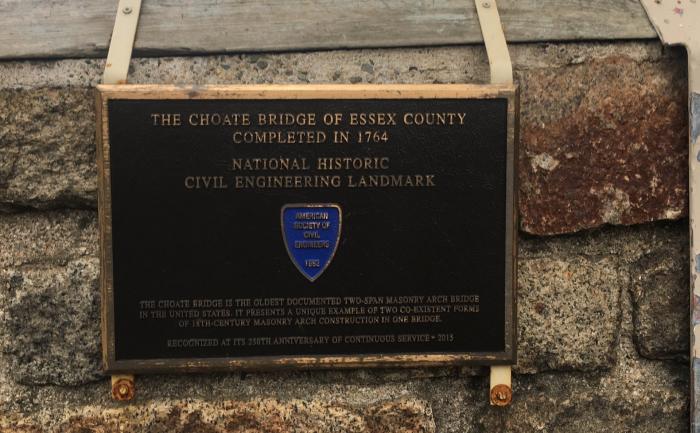 THE CHOATE BRIDGE OF ESSEX COUNTY
COMPLETED IN 1764
NATIONAL HISTORIC
CIVIL ENGINEERING LANDMARK
AMERICAN
SOCIETY OF
CIVIL
ENGINEERS
1852
THE CHOATE BRIDGE IS THE OLDEST DOCUMENTED TWO-SPAN MASONRY ARCH BRIDGE
IN THE UNITED STATES. IT PRESENTS A UNIQUE EXAMPLE OF TWO CO-EXISTENT FORMS
OF 18TH-CENTURY MASONRY ARCH CONSTRUCTION IN ONE BRIDGE.
RECOGNIZED AT ITS 250TH ANNIVERSARY OF CONTINUOUS SERVICE • 2015